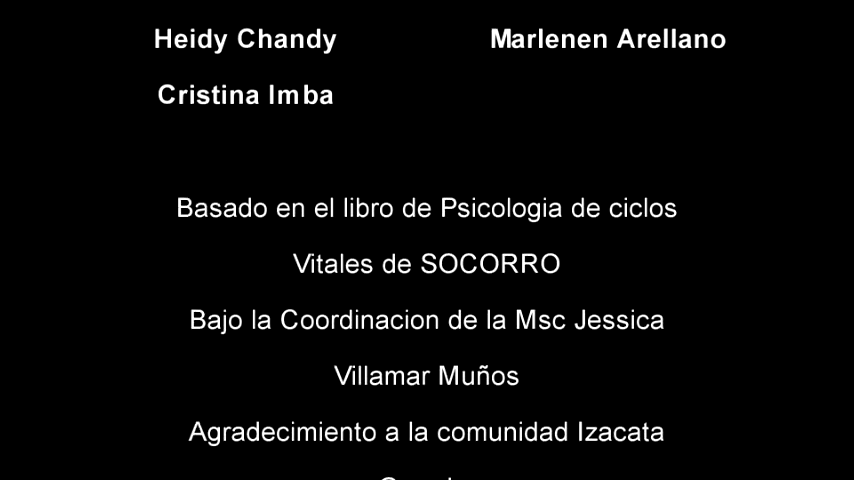 Heidy Chandy Marlenen Arellano
Cristina Imba
Basado en el libro de Psicologia de ciclos
Vitales de SOCORRO
Bajo la Coordinacion de la Msc Jessica
Villamar Muños
Agradecimiento a la comunidad Izacata